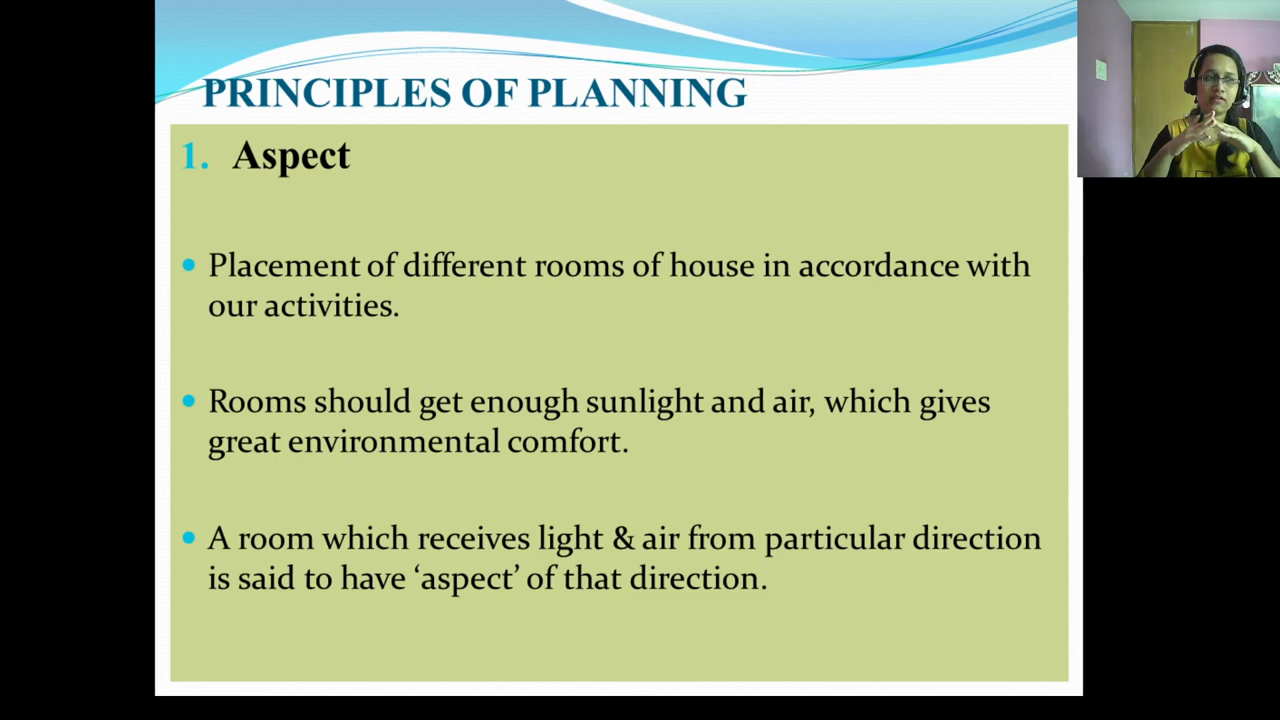 PRINCIPLES OF PLANNING
1. Aspect
• Placement of different rooms of house in accordance with
our activities.
• Rooms should get enough sunlight and air, which gives
great environmental comfort.
• A room which receives light & air from particular direction
is said to have ‘aspect’ of that direction.